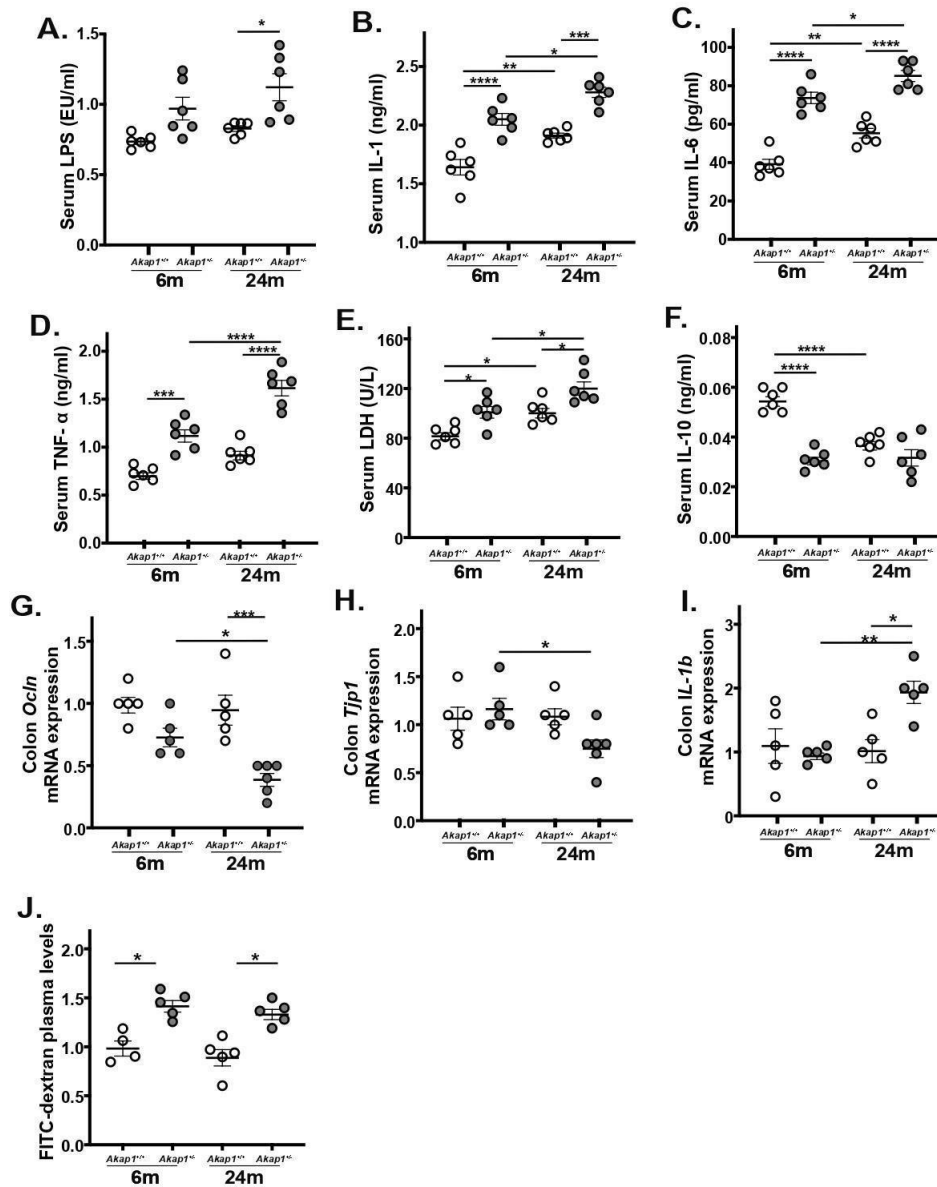 A.
Serum LPS (EU/ml)
1.5
1.0
0.5
0.0
*
Akap1+/+ Akap1+/- Akap1+/+ Akap1+/-
6m 24m
B.
Serum IL-1 (ng/ml)
2.5
2.0
1.5
1.0
***
*
**
****
Akap1+/+ Akap1+/- Akap1+/+ Akap1+/-
6m 24m
C.
Serum IL-6 (pg/ml)
100
80
60
40
20
0
*
**
**** ****
Akap1+/+ Akap1+/- Akap1+/+ Akap1+/-
6m 24m
D.
Serum TNF- α (ng/ml)
2.0
1.5
1.0
0.5
0.0
****
****
***
Akap1+/+ Akap1+/- Akap1+/+ Akap1+/-
6m 24m
E.
Serum LDH (U/L)
160
120
80
40
0
*
*
*
*
Akap1+/+ Akap1+/- Akap1+/+ Akap1+/-
6m 24m
F.
Serum IL-10 (ng/ml)
0.08
0.06
0.04
0.02
0.00
****
****
Akap1+/+ Akap1+/- Akap1+/+ Akap1+/-
6m 24m
G.
Colon Ocln
mRNA expression
1.5
1.0
0.5
0.0
***
*
Akap1+/+ Akap1+/- Akap1+/+ Akap1+/-
6m 24m
H.
Colon Tjp1
mRNA expression
2.0
1.5
1.0
0.5
0.0
*
Akap1+/+ Akap1+/- Akap1+/+ Akap1+/-
6m 24m
I.
Colon IL-1b
mRNA expression
3
2
1
0
*
**
Akap1+/+ Akap1+/- Akap1+/+ Akap1+/-
6m 24m
J.
FITC-dextran plasma levels
2.0
1.5
1.0
0.5
0.0
* *
Akap1+/+ Akap1+/- Akap1+/+ Akap1+/-
6m 24m